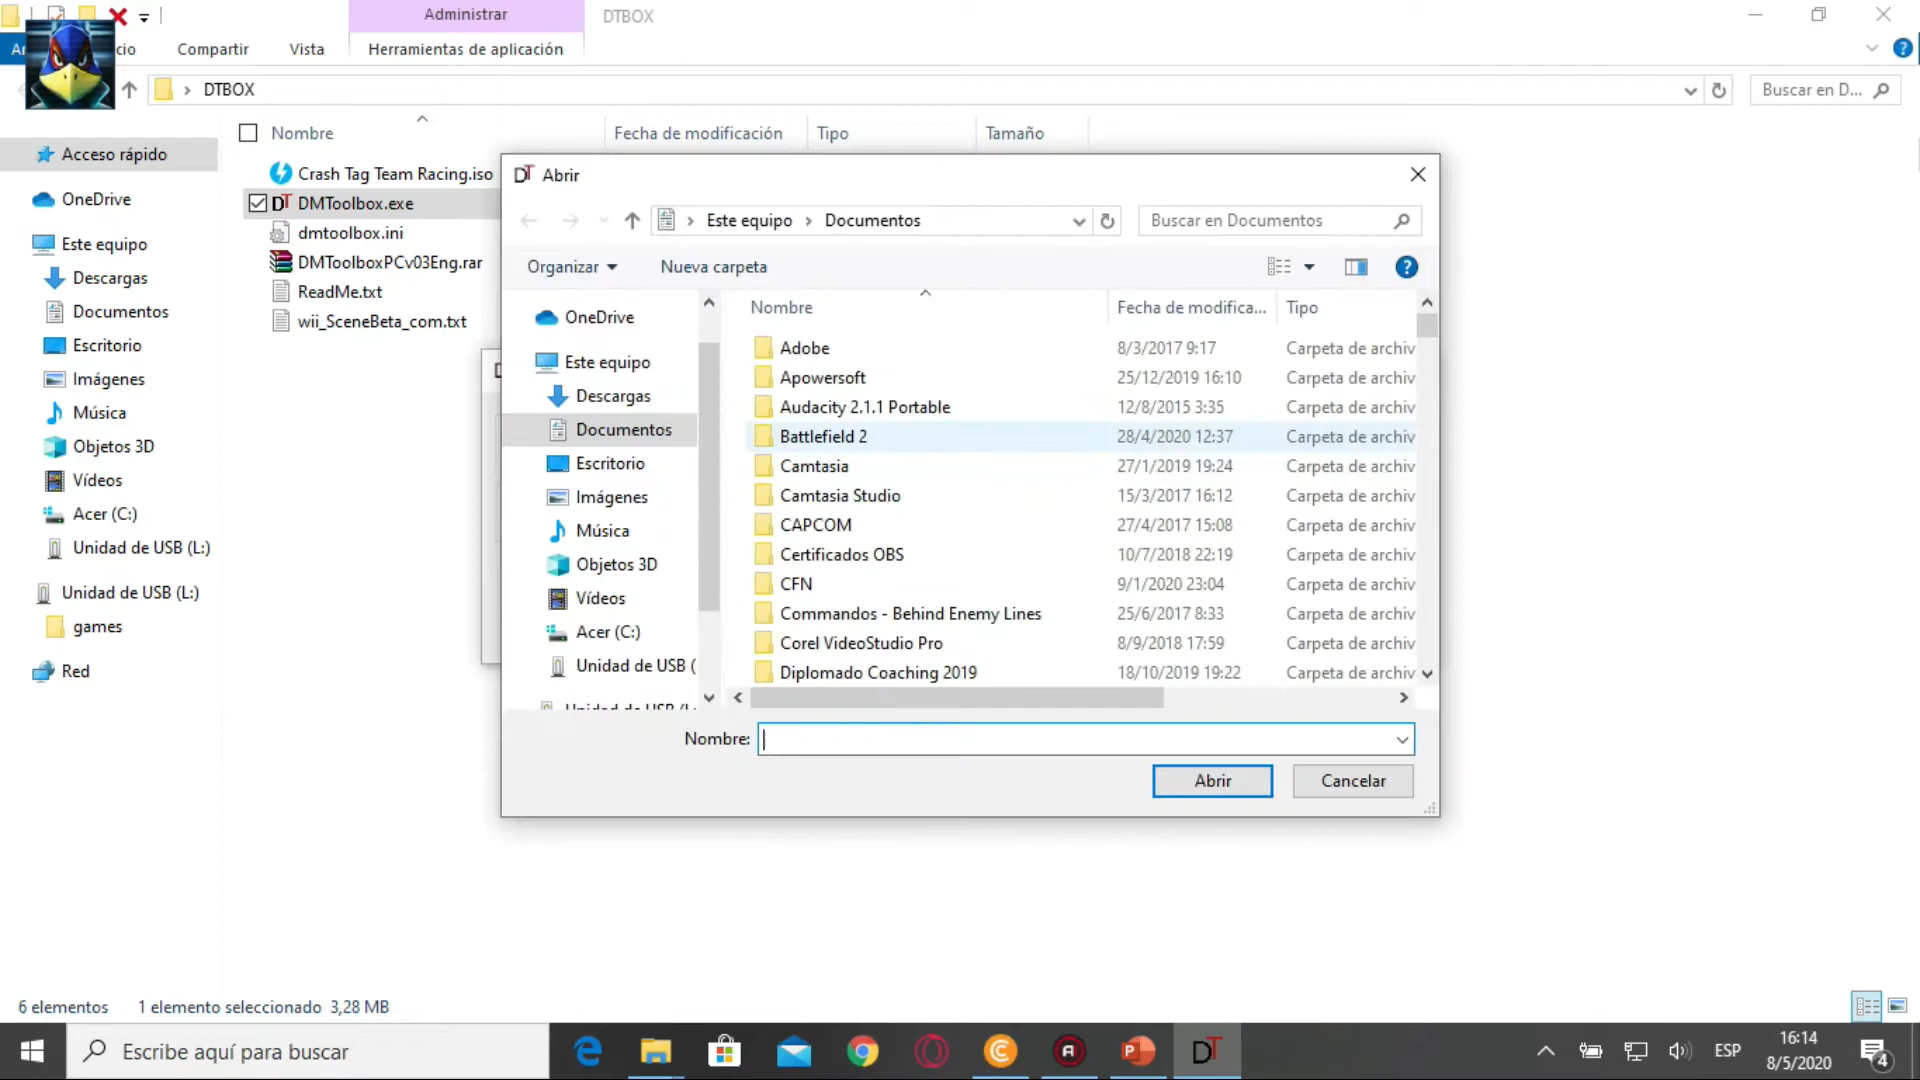 Administrar
DTBOX
cio
Compartir
Vista
Herramientas de aplicación
DTBOX
Buscar en D...
Nombre
Fecha de modificación
Tipo
Tamaño
Acceso rápido
OneDrive
Este equipo
Descargas
Documentos
Escritorio
Imágenes
Música
Objetos 3D
Vídeos
Acer (C:)
Unidad de USB (L:)
Unidad de USB (L:)
games
Red
Crash Tag Team Racing.iso
DMToolbox.exe
dmtoolbox.ini
DMToolboxPCv03Eng.rar
ReadMe.txt
wii_SceneBeta_com.txt
DT Abrir
Este equipo > Documentos
Buscar en Documentos
Organizar
Nueva carpeta
OneDrive
Este equipo
Descargas
Documentos
Escritorio
Imágenes
Música
Objetos 3D
Vídeos
Acer (C:)
Unidad de USB (
Nombre
Fecha de modifica...
Tipo
Adobe 8/3/2017 9:17 Carpeta de archiv
Apowersoft 25/12/2019 16:10 Carpeta de archiv
Audacity 2.1.1 Portable 12/8/2015 3:35 Carpeta de archiv
Battlefield 2 28/4/2020 12:37 Carpeta de archiv
Camtasia 27/1/2019 19:24 Carpeta de archiv
Camtasia Studio 15/3/2017 16:12 Carpeta de archiv
CAPCOM 27/4/2017 15:08 Carpeta de archiv
Certificados OBS 10/7/2018 22:19 Carpeta de archiv
CFN 9/1/2020 23:04 Carpeta de archiv
Commandos - Behind Enemy Lines 25/6/2017 8:33 Carpeta de archiv
Corel VideoStudio Pro 8/9/2018 17:59 Carpeta de archiv
Diplomado Coaching 2019 18/10/2019 19:22 Carpeta de archiv
Nombre:
Abrir
Cancelar
6 elementos
1 elemento seleccionado 3,28 MB
Escribe aquí para buscar
ESP
16:14
8/5/2020
4